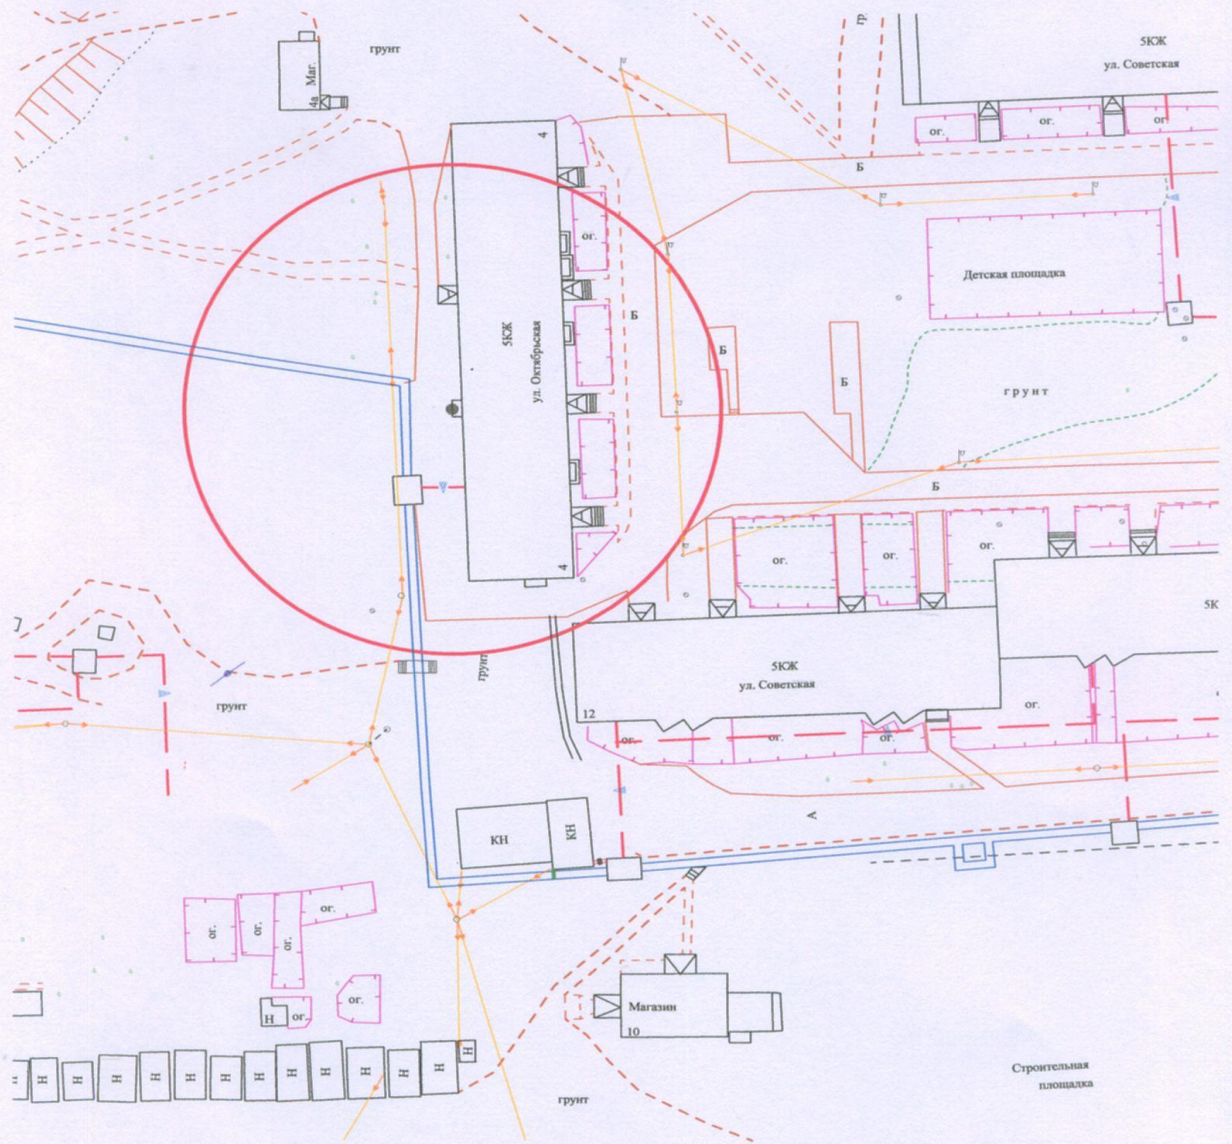 гр
грунт
5КЖ
ул. Советская
Маг.
4а
4
ог.
ог.
ог
Б
ог.
Детская площадка
Б
5КЖ
ул. Октябрьская
Б
Б
грунт
Б
4
ог.
ог.
ог.
5К
грунт
5КЖ
ул. Советская
грунт
12
ог.
ог.
ог.
ог.
А
КН
КН
ог.
ог.
ог.
ог.
ог.
Н
ог.
Магазин
10
Н
Н
Н
Н
Н
Н
Н
Н
Н
Н
Н
Н
Н
Строительная
площадка
грунт